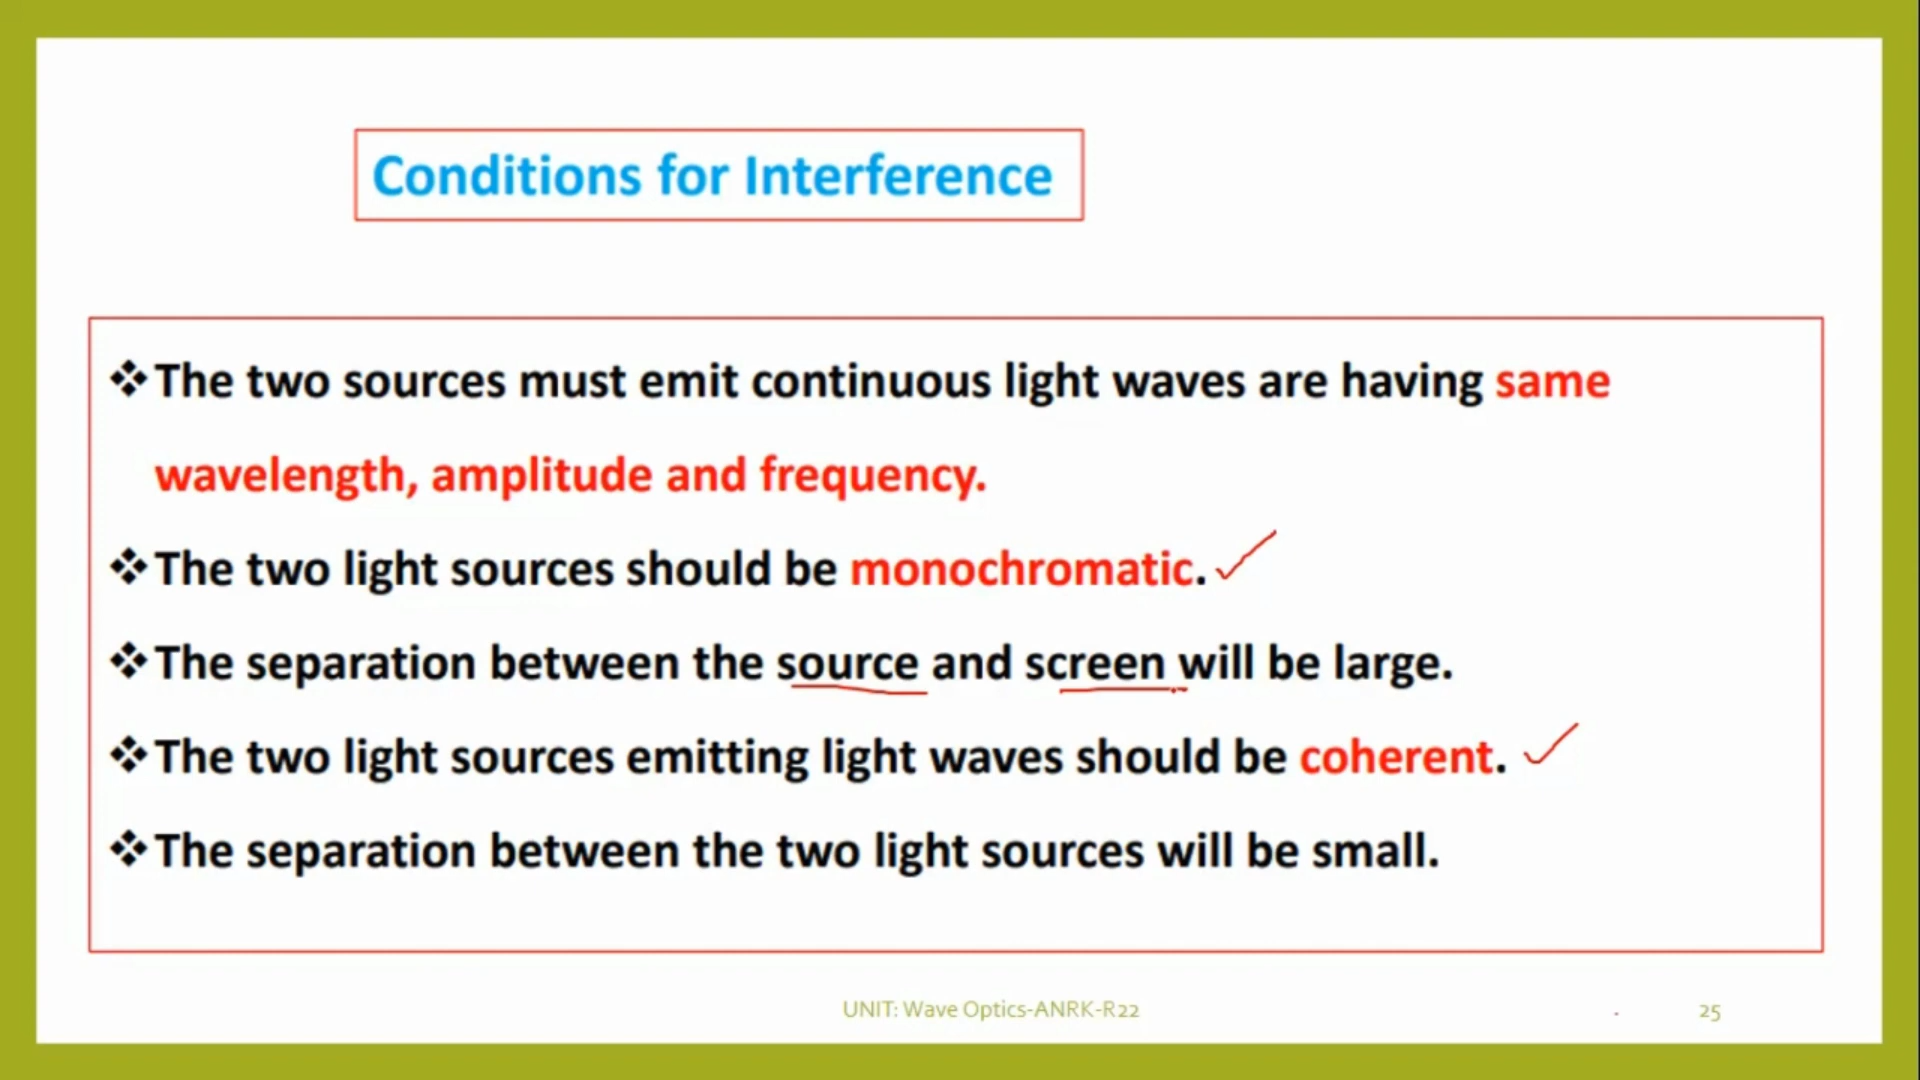 Conditions for Interference
❖The two sources must emit continuous light waves are having same
wavelength, amplitude and frequency.
❖The two light sources should be monochromatic.
❖The separation between the source and screen will be large.
❖The two light sources emitting light waves should be coherent.
❖The separation between the two light sources will be small.
UNIT: Wave Optics-ANRK-R22
25